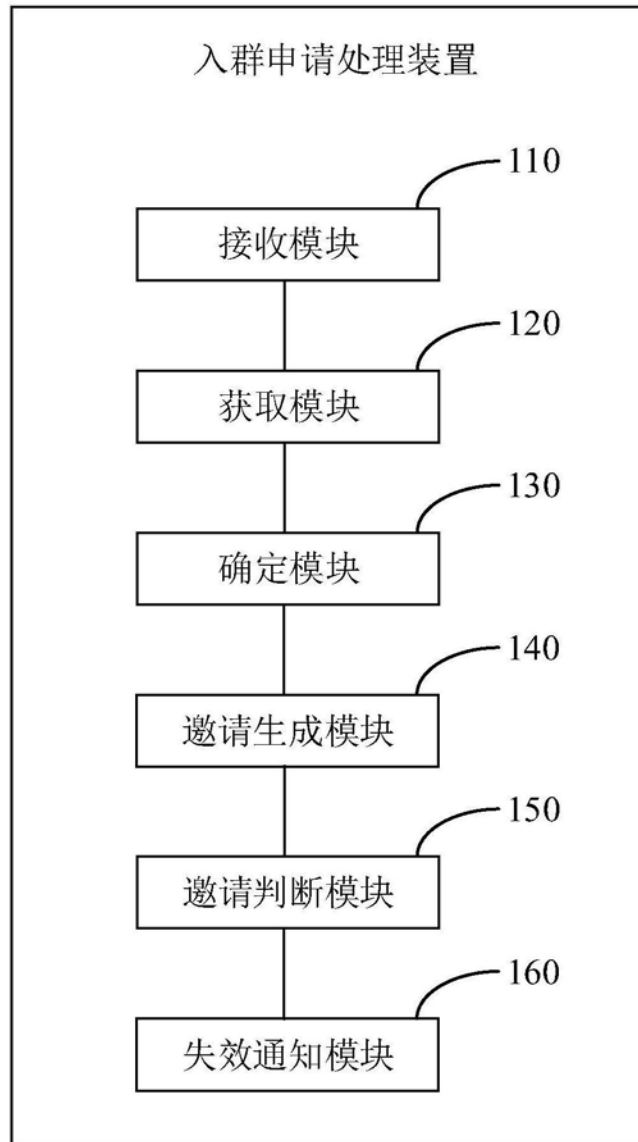 入群申请处理装置
110
接收模块
120
获取模块
130
确定模块
140
邀请生成模块
150
邀请判断模块
160
失效通知模块